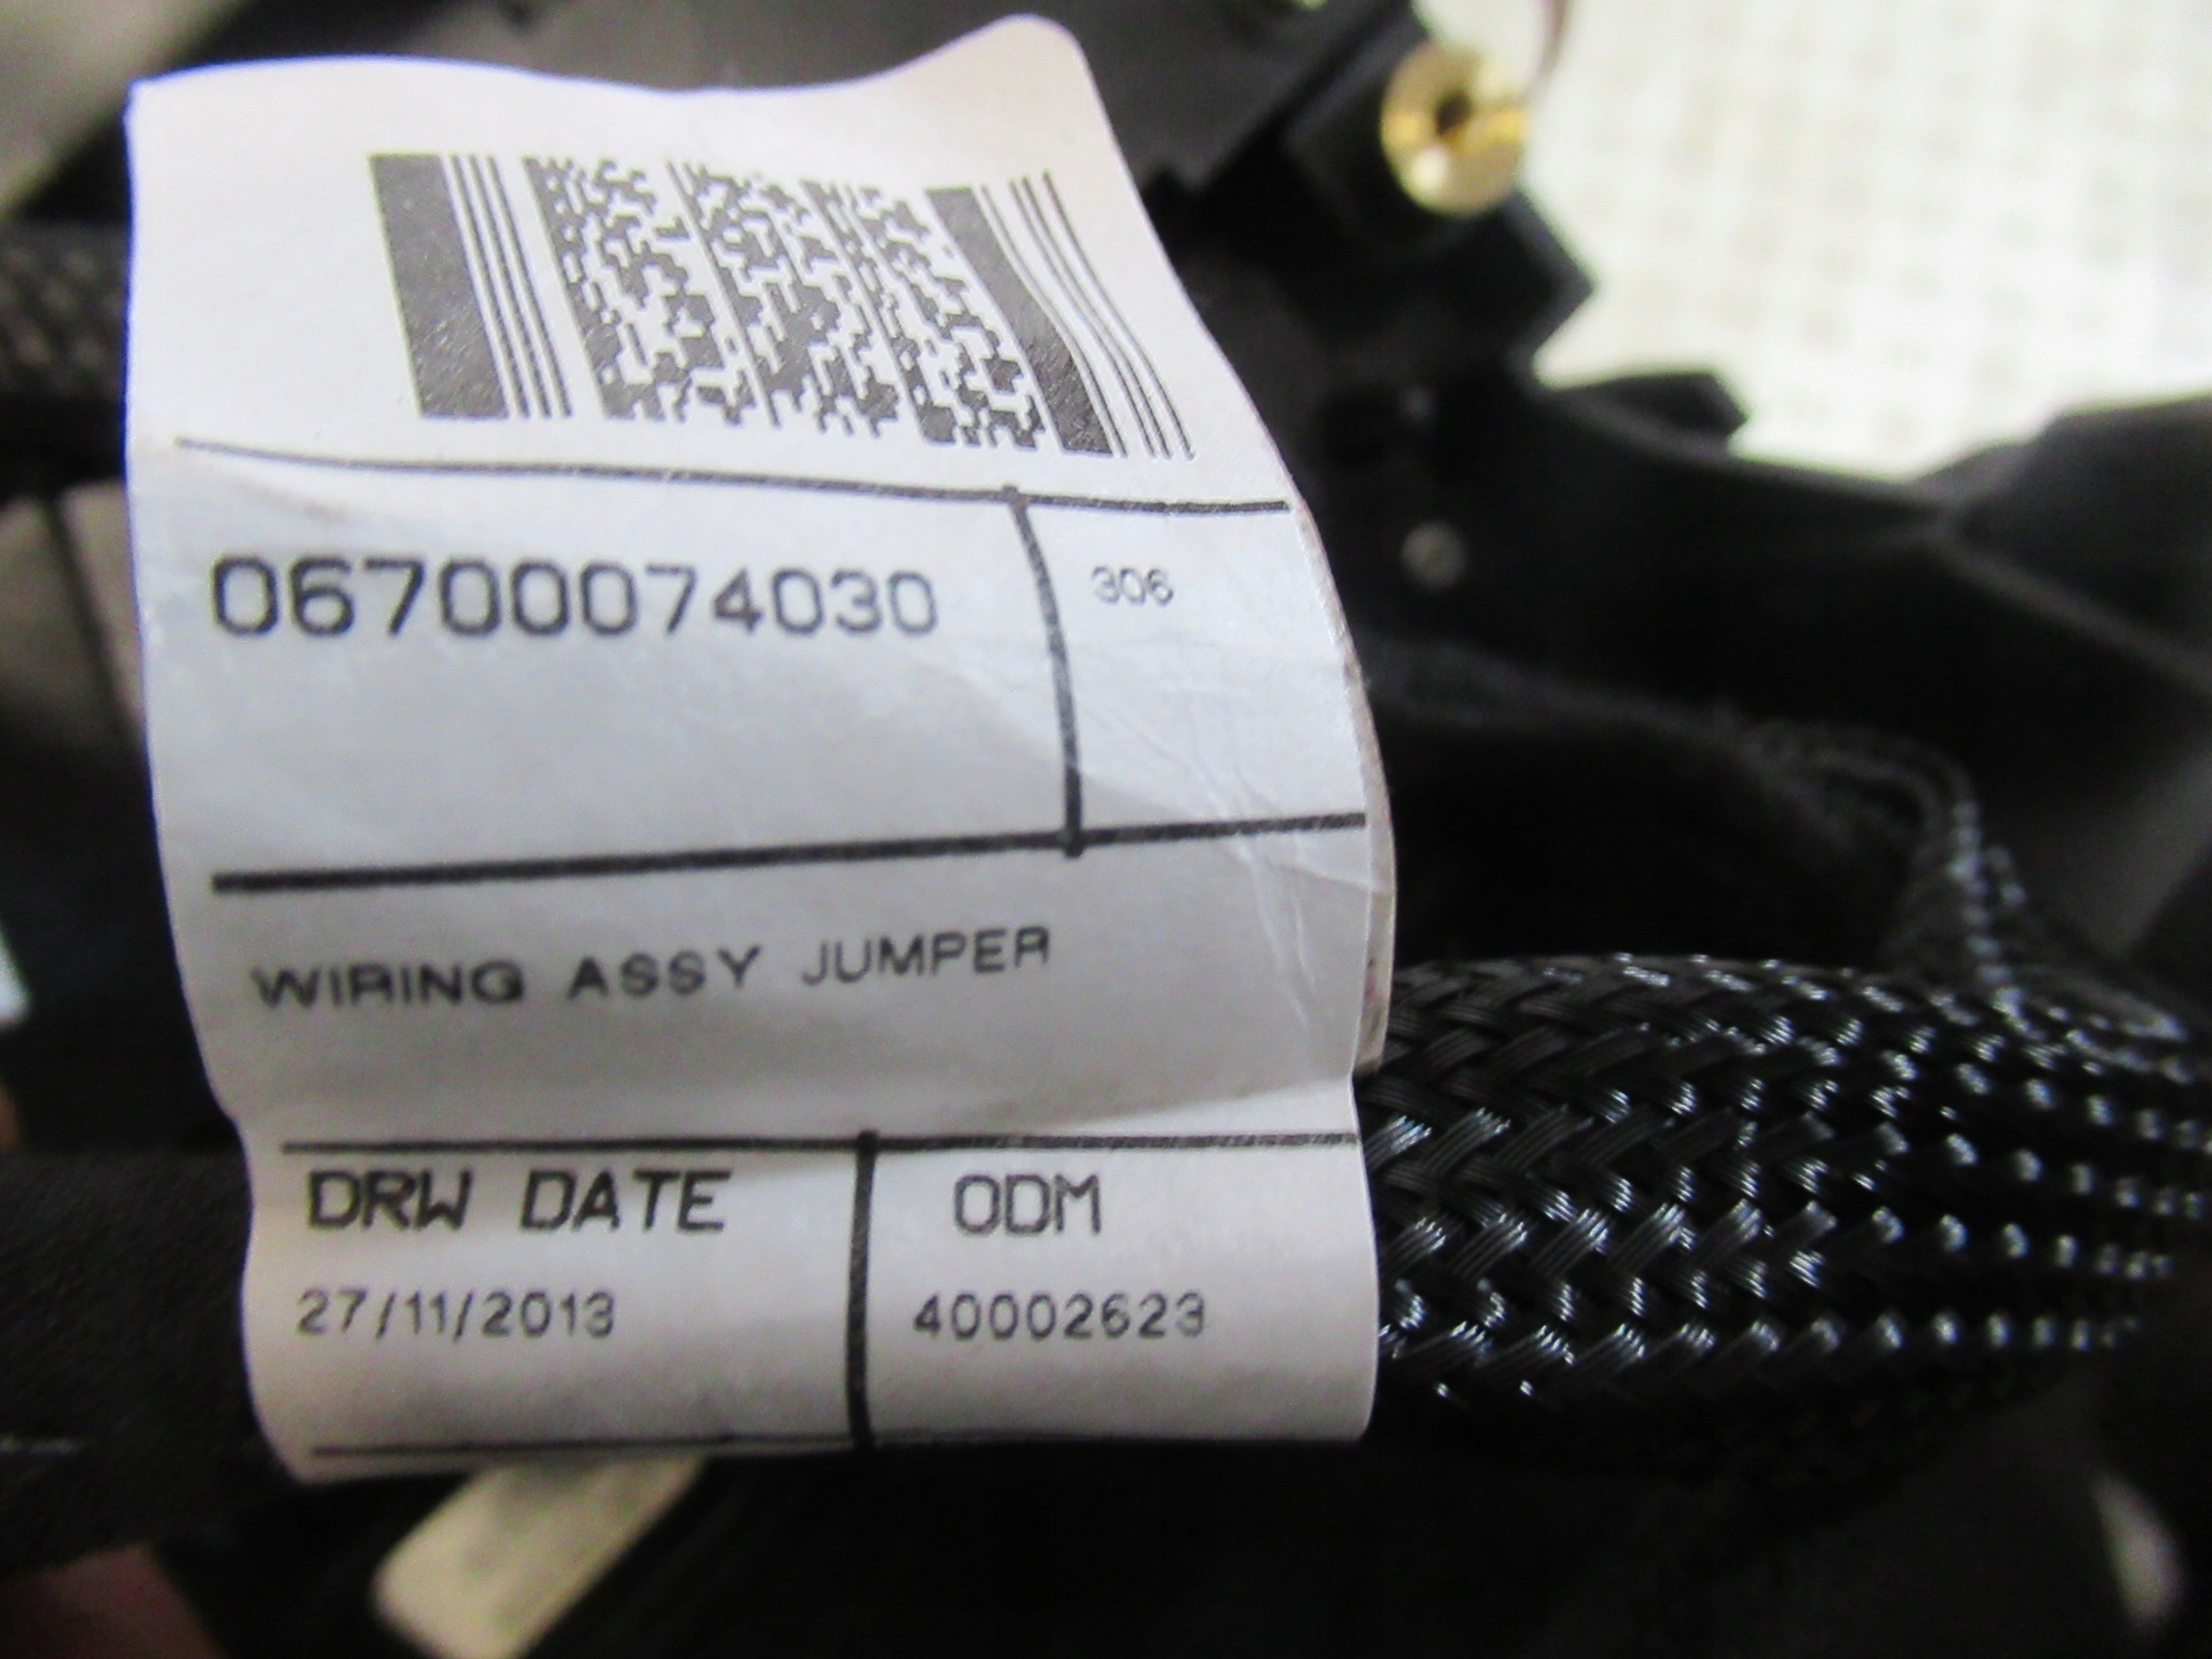 06700074030 306
WIRING ASSY JUMPER
DRW DATE ODM
27/11/2013 40002623